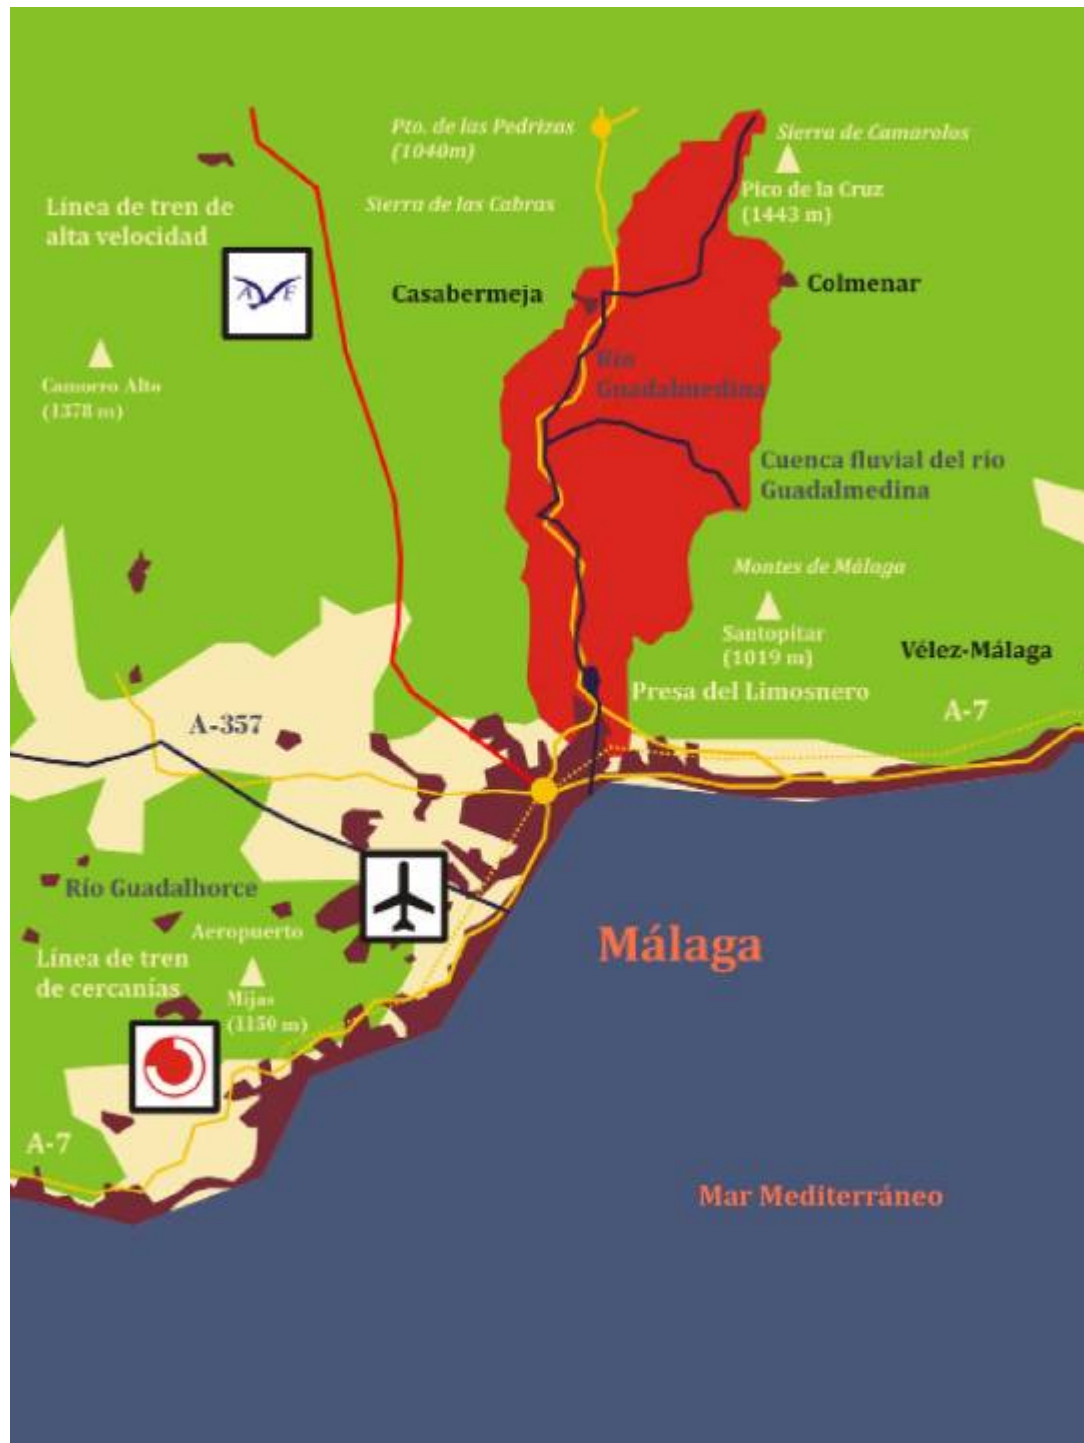 Pto. de las Pedrizas
(1040m)
Sierra de Camarolos
Pico de la Cruz
(1443 m)
Sierra de las Cabras
Línea de tren de
alta velocidad
AVE
Casabermeja
Colmenar
Río
Guadalmedina
Camorro Alto
(1378 m)
Cuenca fluvial del río
Guadalmedina
Montes de Málaga
Santopitar
(1019 m)
Vélez-Málaga
Presa del Limosnero
A-7
A-357
Río Guadalhorce
Aeropuerto
Málaga
Línea de tren
de cercanías
Mijas
(1150 m)
A-7
Mar Mediterráneo